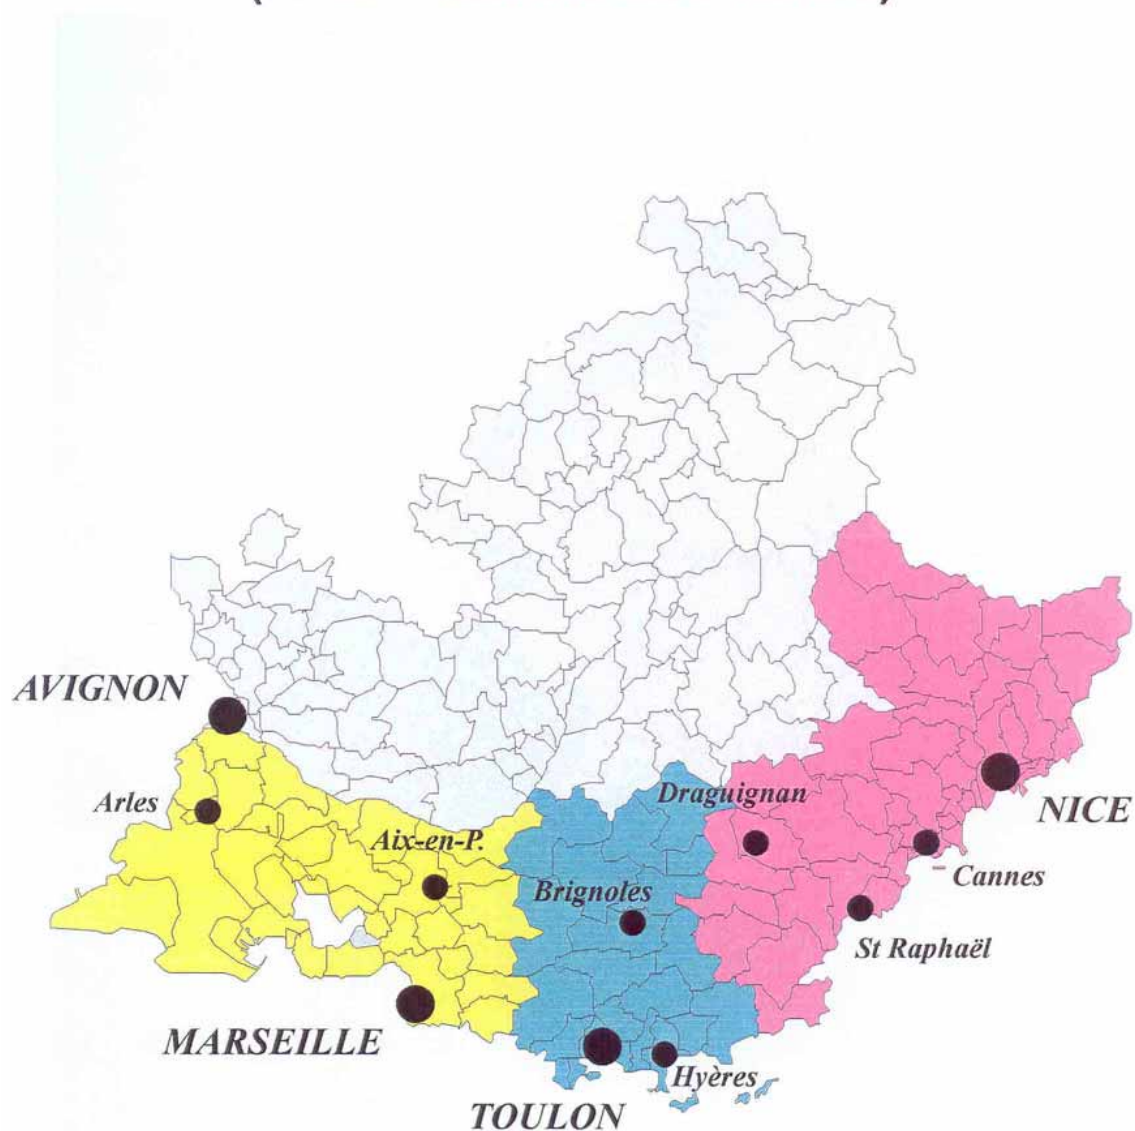 AVIGNON
Arles
Draguignan
NICE
Aix-en-P.
Cannes
Brignoles
St Raphaël
MARSEILLE
Hyères
TOULON